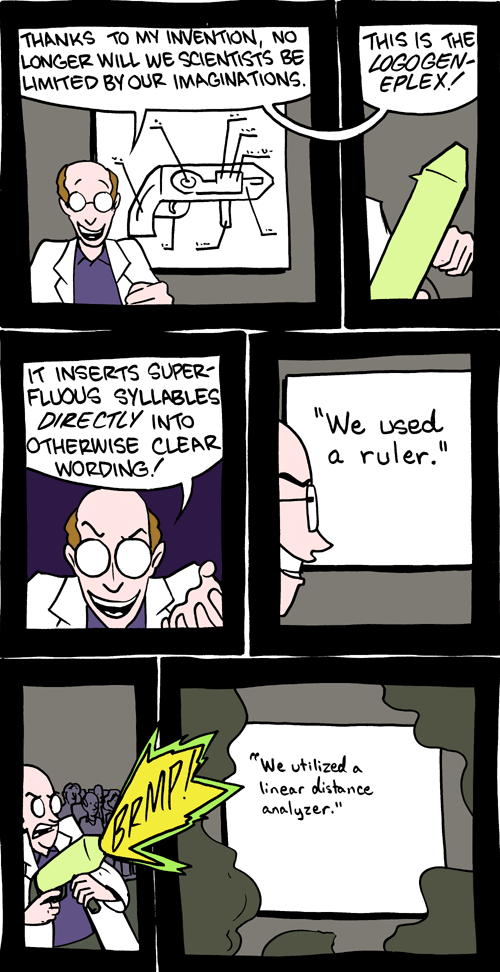 THANKS TO MY INVENTION, NO
LONGER WILL WE SCIENTISTS BE
LIMITED BY OUR IMAGINATIONS.
THIS IS THE
LOGOGEN-
EPLEX!
IT INSERTS SUPER-
FLUOUS SYLLABLES
DIRECTLY INTO
OTHERWISE CLEAR
WORDING!
"We used
a ruler."
BRMP!
"We utilized a
linear distance
analyzer."